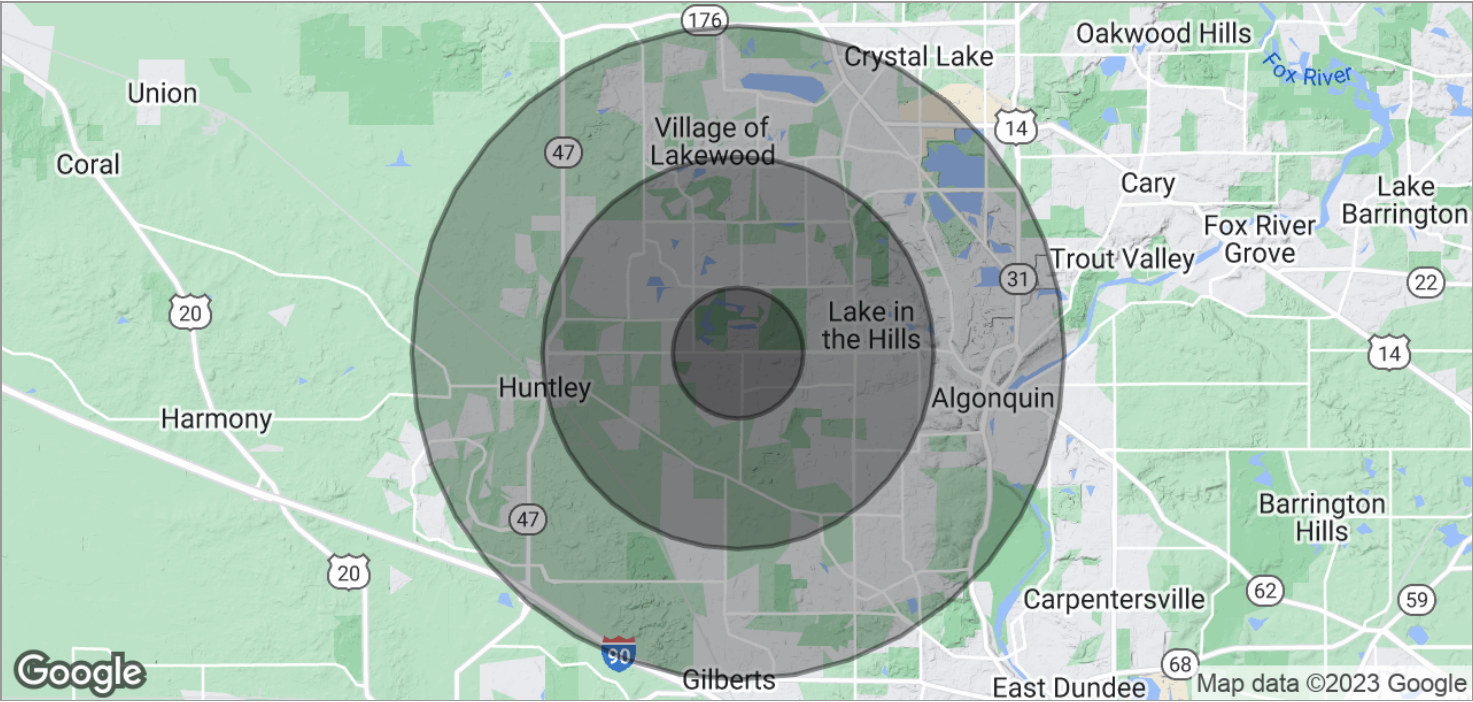 176
Oakwood Hills
Crystal Lake
Fox River
Union
Village of
Lakewood
14
47
Coral
Cary
Lake
Barrington
Fox River
Grove
Trout Valley
31
22
20
Lake in
the Hills
14
Huntley
Algonquin
Harmony
47
Barrington
Hills
20
Carpentersville
62
59
90
Google
Gilberts
68
East Dundee
Map data ©2023 Google